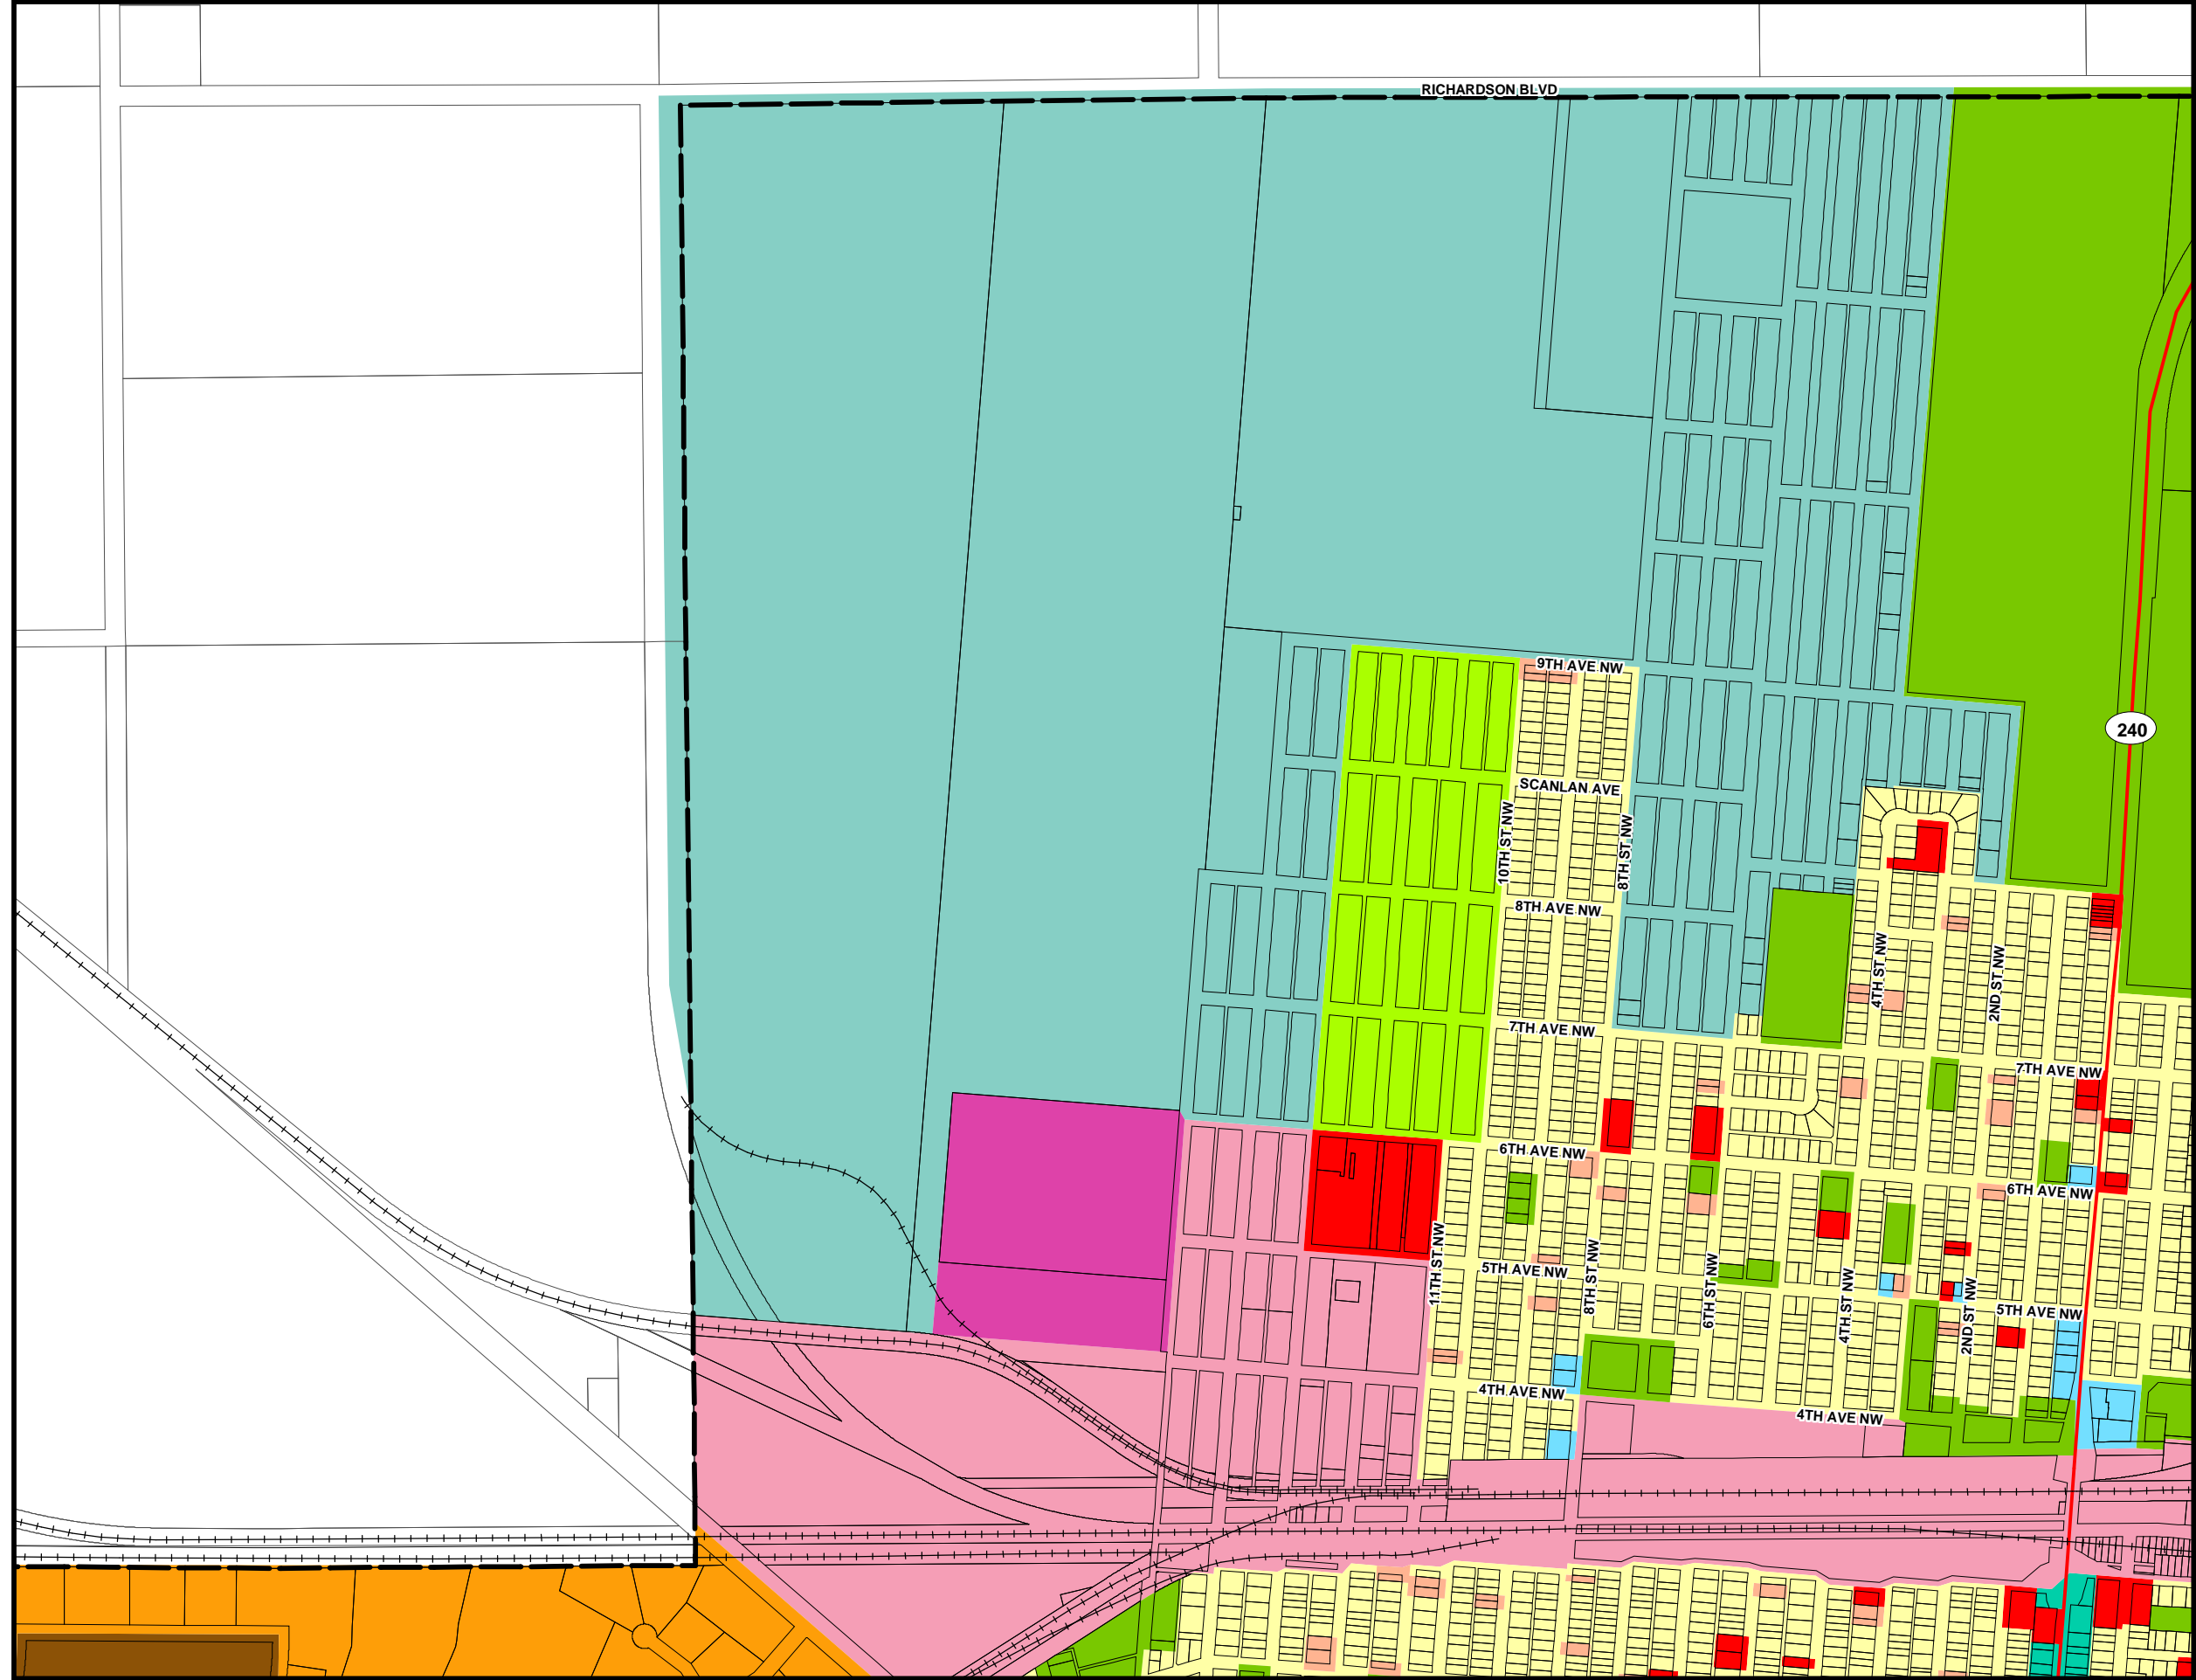 RICHARDSON BLVD
9TH AVE NW
240
SCANLAN AVE
10TH ST NW
8TH ST NW
8TH AVE NW
4TH ST NW
2ND ST NW
7TH AVE NW
7TH AVE NW
6TH AVE NW
6TH AVE NW
11TH ST NW
5TH AVE NW
8TH ST NW
6TH ST NW
4TH ST NW
2ND ST NW
5TH AVE NW
4TH AVE NW
4TH AVE NW